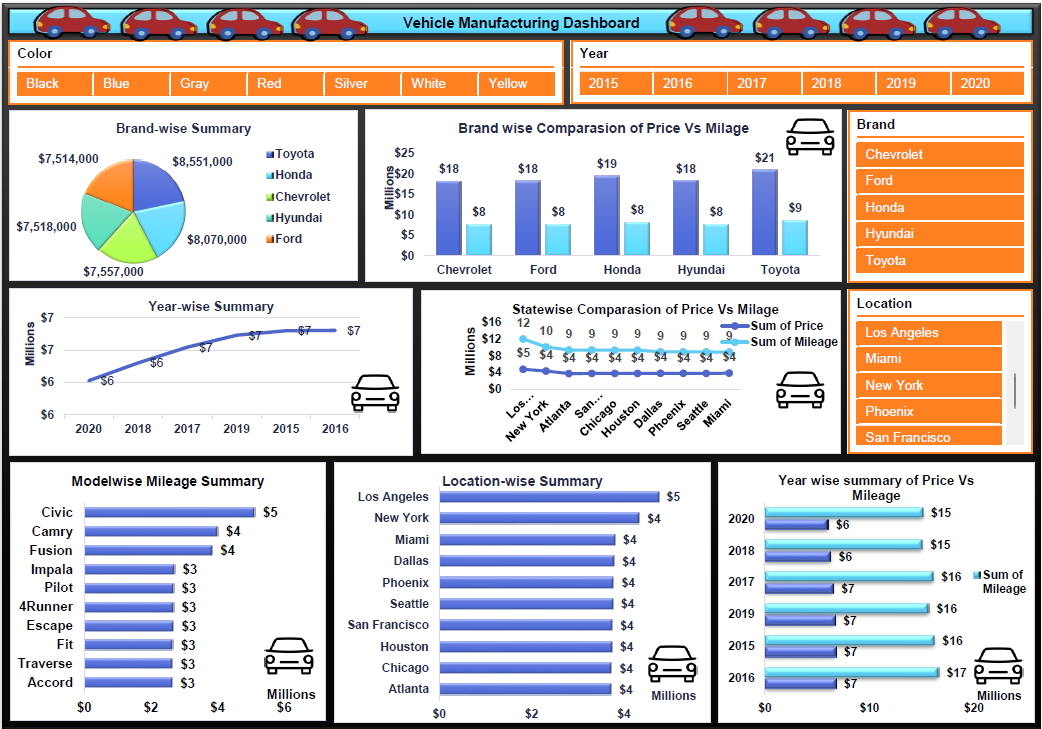 Vehicle Manufacturing Dashboard
Color
Black Blue Gray Red Silver White Yellow
Year
2015 2016 2017 2018 2019 2020
Brand-wise Summary
$7,514,000
$8,551,000
$7,518,000
$8,070,000
$7,557,000
Toyota
Honda
Chevrolet
Hyundai
Ford
Brand wise Comparasion of Price Vs Milage
Millions
$25
$20
$15
$10
$5
$0
$18 $8 $18 $8 $19 $8 $18 $8 $21 $9
Chevrolet Ford Honda Hyundai Toyota
Brand
Chevrolet
Ford
Honda
Hyundai
Toyota
Year-wise Summary
Millions
$7
$7
$6
$6
$6 $6 $7 $7 $7 $7
2020 2018 2017 2019 2015 2016
Statewise Comparasion of Price Vs Milage
Millions
$16
$12
$8
$4
$0
12 10 9 9 9 9 9 9 9 9
$5 $4 $4 $4 $4 $4 $4 $4 $4 $4
Sum of Price
Sum of Mileage
Los... New York Atlanta San... Chicago Houston Dallas Phoenix Seattle Miami
Location
Los Angeles
Miami
New York
Phoenix
San Francisco
Modelwise Mileage Summary
Civic $5
Camry $4
Fusion $4
Impala $3
Pilot $3
4Runner $3
Escape $3
Fit $3
Traverse $3
Accord $3
Millions
$0 $2 $4 $6
Location-wise Summary
Los Angeles $5
New York $4
Miami $4
Dallas $4
Phoenix $4
Seattle $4
San Francisco $4
Houston $4
Chicago $4
Atlanta $4
Millions
$0 $2 $4
Year wise summary of Price Vs
Mileage
2020 $15 $6
2018 $15 $6
2017 $16 $7
2019 $16 $7
2015 $16 $7
2016 $17 $7
Sum of
Mileage
Millions
$0 $10 $20